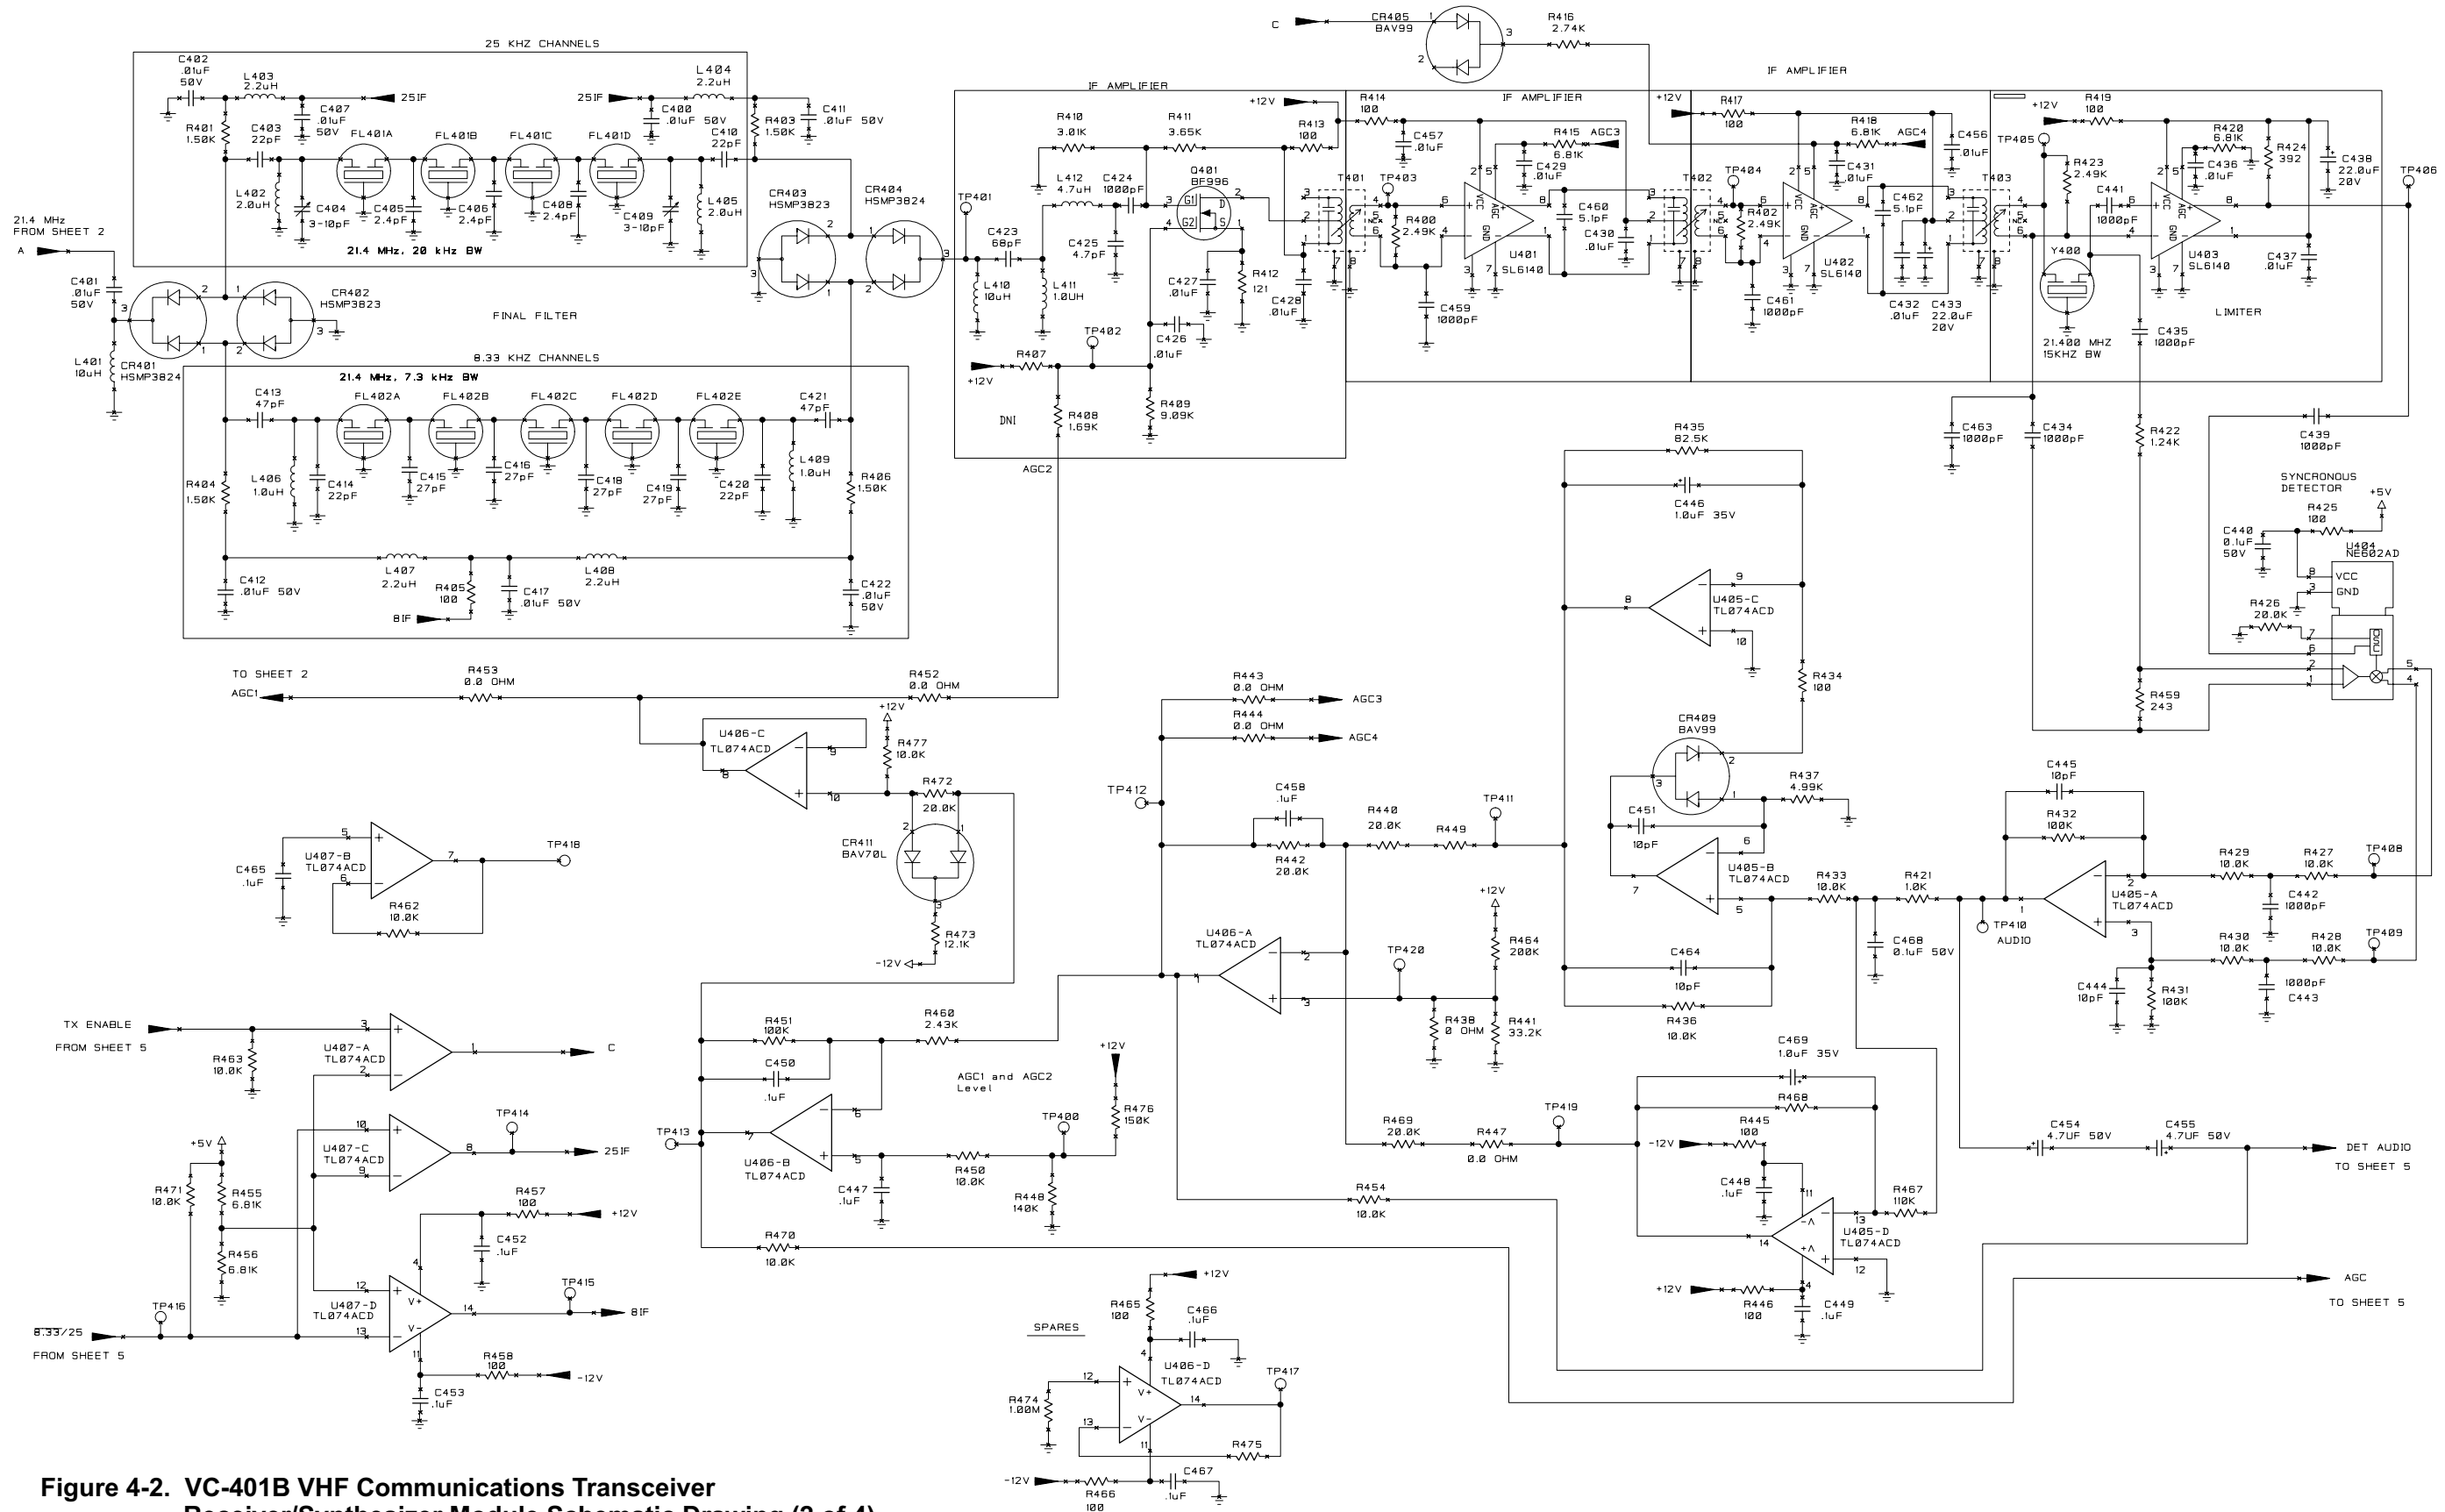 25 KHZ CHANNELS
C402
.01uF
50V
L403
2.2uH
25IF
C407
.01uF
50V
R401
1.50K
C403
22pF
FL401A
FL401B
FL401C
FL401D
25IF
L404
2.2uH
C400
.01uF 50V
C410
22pF
R403
1.50K
C411
.01uF 50V
L402
2.0uH
C404
3-10pF
C405
2.4pF
C406
2.4pF
C408
2.4pF
C409
3-10pF
L405
2.0uH
21.4 MHz, 20 kHz BW
21.4 MHz
FROM SHEET 2
A
C401
.01uF
50V
L401
10uH
CR401
HSMP3824
CR402
HSMP3823
FINAL FILTER
CR403
HSMP3823
CR404
HSMP3824
8.33 KHZ CHANNELS
21.4 MHz, 7.3 kHz BW
C413
47pF
FL402A
FL402B
FL402C
FL402D
FL402E
C421
47pF
R404
1.50K
L406
1.0uH
C414
22pF
C415
27pF
C416
27pF
C418
27pF
C419
27pF
C420
22pF
L409
1.0uH
R406
1.50K
C412
.01uF 50V
L407
2.2uH
R405
100
8IF
C417
.01uF 50V
L408
2.2uH
C422
.01uF
50V
C
CR405
BAV99
R416
2.74K
IF AMPLIFIER
IF AMPLIFIER
IF AMPLIFIER
TP401
L410
10uH
C423
68pF
L411
1.0UH
R410
3.01K
L412
4.7uH
C424
1000pF
C425
4.7pF
R411
3.65K
Q401
BF996
G1
G2
D
S
+12V
R413
100
C427
.01uF
R412
121
C428
.01uF
C426
.01uF
TP402
R407
+12V
DNI
R408
1.69K
R409
9.09K
AGC2
T401
R414
100
C457
.01uF
TP403
R400
2.49K
C459
1000pF
R415
6.81K
AGC3
C429
.01uF
VCC
AGC
GND
U401
SL6140
C460
5.1pF
C430
.01uF
+12V
R417
100
T402
TP404
R402
2.49K
C461
1000pF
R418
6.81K
AGC4
C431
.01uF
VCC
AGC
GND
U402
SL6140
C456
.01uF
C462
5.1pF
C432
.01uF
C433
22.0uF
20V
T403
+12V
R419
100
TP405
R423
2.49K
C441
1000pF
Y400
21.400 MHZ
15KHZ BW
R420
6.81K
C436
.01uF
VCC
AGC
GND
U403
SL6140
R424
392
C438
22.0uF
20V
TP406
C437
.01uF
LIMITER
C435
1000pF
C463
1000pF
C434
1000pF
R422
1.24K
C439
1000pF
SYNCRONOUS
DETECTOR
+5V
R425
100
C440
0.1uF
50V
U404
NE602AD
VCC
GND
OSC
R426
20.0K
R459
243
R435
82.5K
C446
1.0uF 35V
U405-C
TL074ACD
R434
100
CR409
BAV99
R437
4.99K
C451
10pF
U405-B
TL074ACD
R433
10.0K
R421
1.0K
C464
10pF
R436
10.0K
C468
0.1uF 50V
TP410
AUDIO
C445
10pF
R432
100K
U405-A
TL074ACD
R429
10.0K
R427
10.0K
TP408
C442
1000pF
R430
10.0K
R428
10.0K
TP409
C444
10pF
R431
100K
1000pF
C443
TO SHEET 2
AGC1
R453
0.0 OHM
R452
0.0 OHM
U406-C
TL074ACD
+12V
R477
10.0K
R472
20.0K
CR411
BAV70L
R473
12.1K
-12V
R443
0.0 OHM
AGC3
R444
0.0 OHM
AGC4
TP412
C458
.1uF
R442
20.0K
R440
20.0K
R449
TP411
U406-A
TL074ACD
TP420
+12V
R464
200K
R438
0 OHM
R441
33.2K
C465
.1uF
U407-B
TL074ACD
TP418
R462
10.0K
TX ENABLE
FROM SHEET 5
R463
10.0K
U407-A
TL074ACD
C
U407-C
TL074ACD
TP414
25IF
+5V
R471
10.0K
R455
6.81K
R456
6.81K
R457
100
+12V
C452
.1uF
U407-D
TL074ACD
V+
V-
TP415
8IF
TP416
8.33/25
FROM SHEET 5
R458
100
-12V
C453
.1uF
R451
100K
C450
.1uF
R460
2.43K
TP413
U406-B
TL074ACD
AGC1 and AGC2
Level
+12V
R476
150K
TP400
R450
10.0K
C447
.1uF
R448
140K
R470
10.0K
C469
1.0uF 35V
R468
R469
20.0K
R447
0.0 OHM
TP419
R445
100
-12V
C448
.1uF
R467
110K
-V
+V
U405-D
TL074ACD
R454
10.0K
+12V
R446
100
C449
.1uF
C454
4.7UF 50V
C455
4.7UF 50V
DET AUDIO
TO SHEET 5
AGC
TO SHEET 5
SPARES
+12V
R465
100
C466
.1uF
U406-D
TL074ACD
V+
V-
TP417
R474
1.00M
R475
-12V
R466
100
C467
.1uF
Figure 4-2. VC-401B VHF Communications Transceiver
Receiver/Synthesizer Module Schematic Drawing (2 of 4)